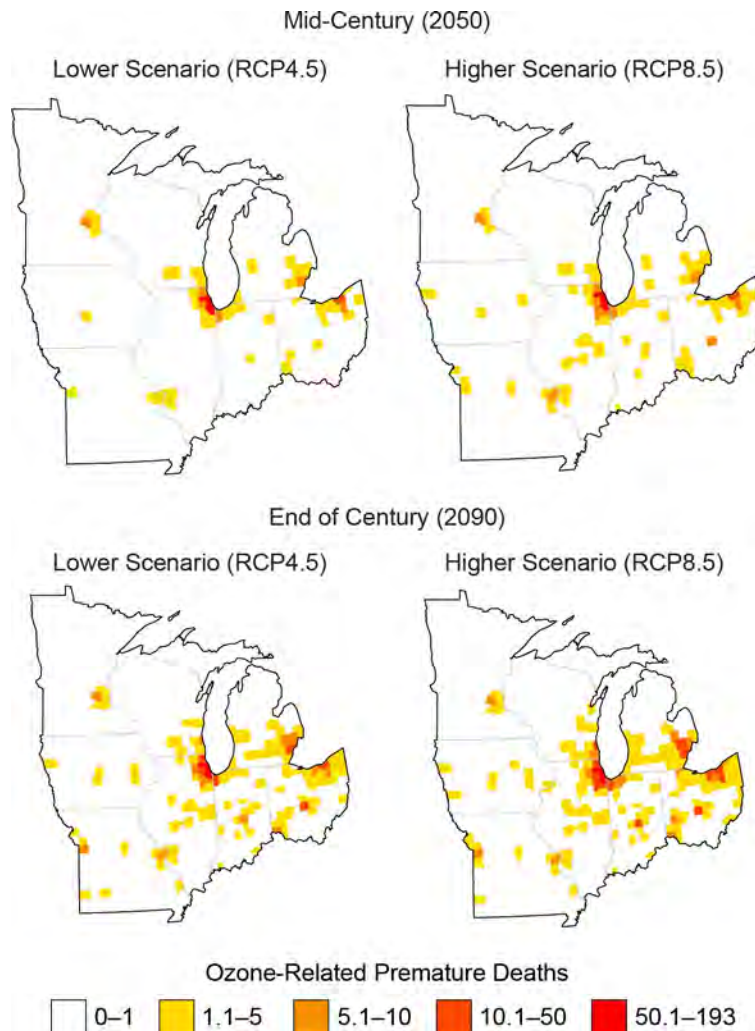 Mid-Century (2050)
Lower Scenario (RCP4.5) Higher Scenario (RCP8.5)
End of Century (2090)
Lower Scenario (RCP4.5) Higher Scenario (RCP8.5)
Ozone-Related Premature Deaths
0–1 1.1–5 5.1–10 10.1–50 50.1–193